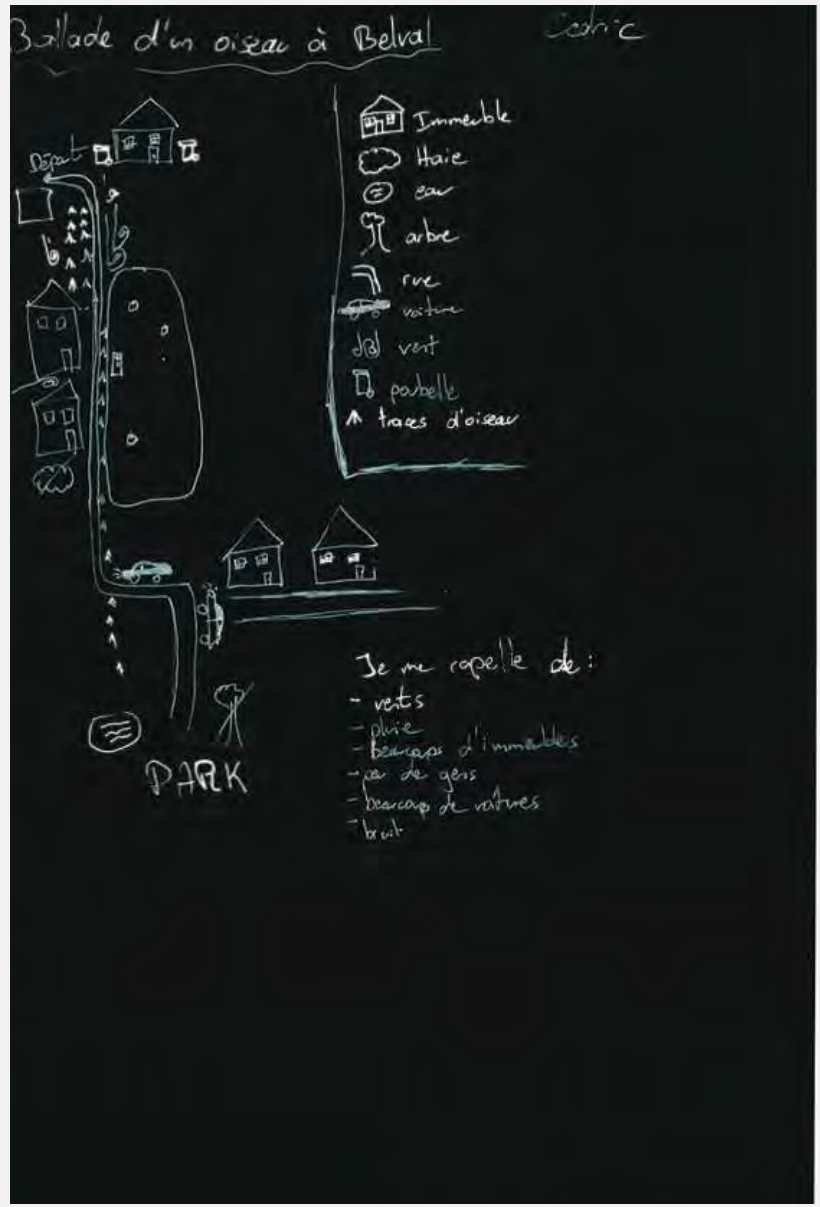 Ballade d'un oiseau à Belval
Cedric
Départ
Immeuble
Haie
eau
arbre
rue
voiture
vent
poubelle
traces d'oiseau
Je me rapelle de :
- vents
- pluie
- beaucoups d'immeubles
- peu de gens
- beaucoup de voitures
- bruit
PARK